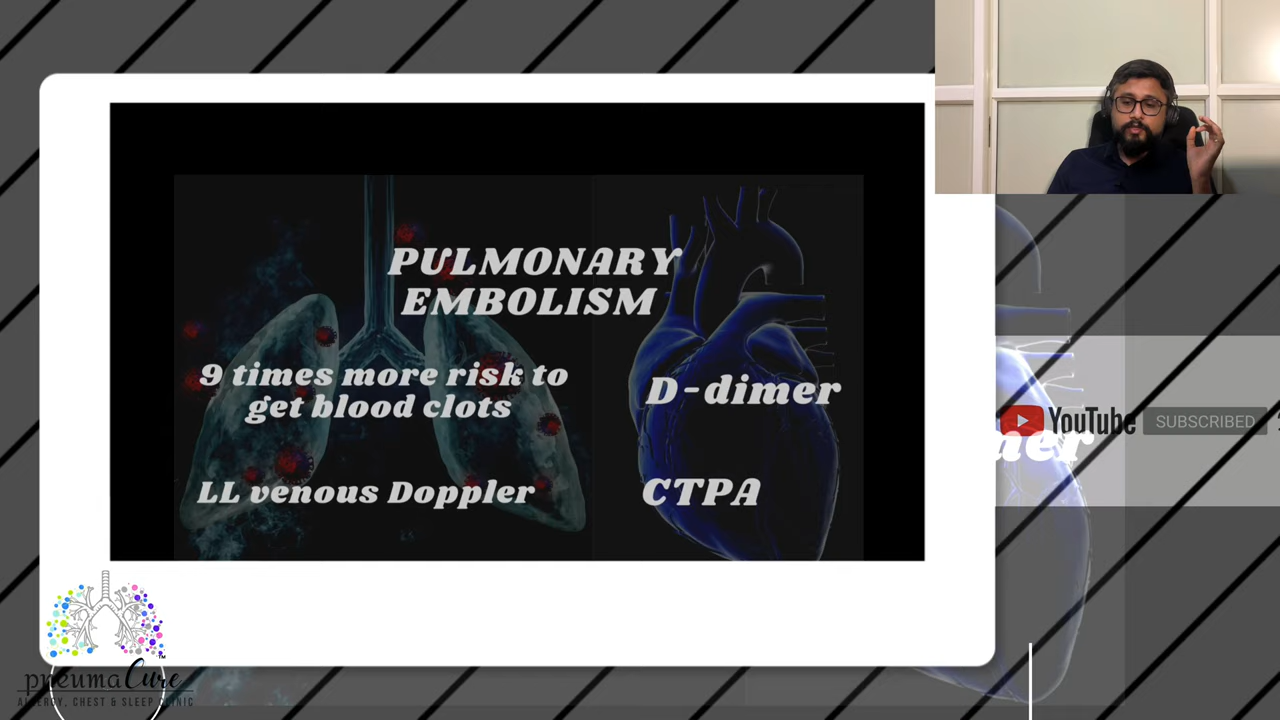 PULMONARY
EMBOLISM
9 times more risk to
get blood clots
D-dimer
LL venous Doppler
CTPA
YouTube
SUBSCRIBED
pneumaCure
TM
ALLERGY, CHEST & SLEEP CLINIC